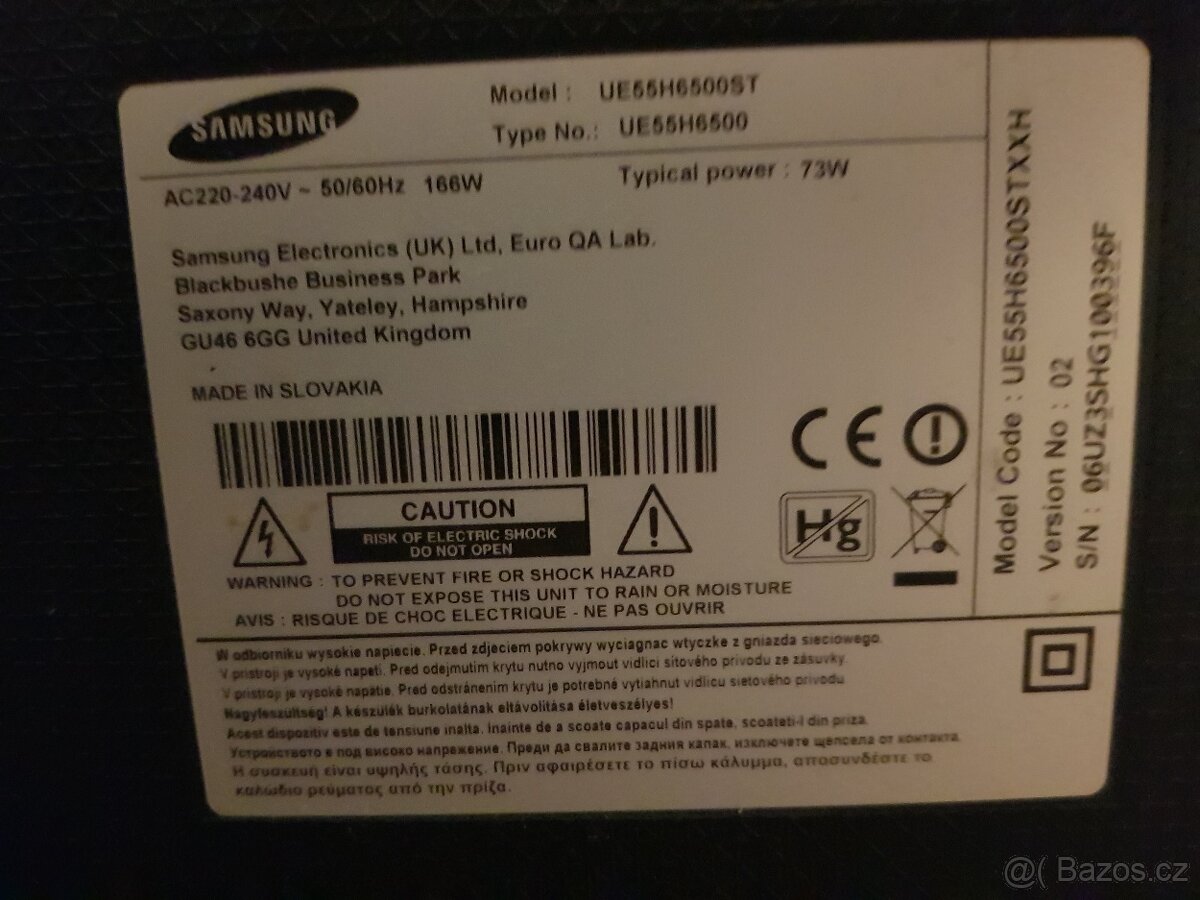 SAMSUNG
Model : UE55H6500ST
Type No.: UE55H6500
AC220-240V ~ 50/60Hz 166W
Typical power : 73W
Samsung Electronics (UK) Ltd, Euro QA Lab.
Blackbushe Business Park
Saxony Way, Yateley, Hampshire
GU46 6GG United Kingdom
MADE IN SLOVAKIA
CE
Hg
CAUTION
RISK OF ELECTRIC SHOCK
DO NOT OPEN
WARNING : TO PREVENT FIRE OR SHOCK HAZARD
DO NOT EXPOSE THIS UNIT TO RAIN OR MOISTURE
AVIS : RISQUE DE CHOC ELECTRIQUE - NE PAS OUVRIR
Model Code : UE55H6500STXXH
Version No : 02
S/N : 06UZ3SHG100396F
W odbiorniku wysokie napiecie. Przed zdjeciem pokrywy wyciagnac wtyczke z gniazda sieciowego.
V pristroji je vysoké napeti. Pred odejmutim krytu nutno vyjmout vidlici sitového privodu ze zásuvky.
V pristroji je vysoké napätie. Pred odstránením krytu je potrebné vytiahnut vidlicu sietového privodu
Nagyfeszültség! A készülék burkolatának eltávolítása életveszélyes!
Acest dispozitiv este de tensiune inalta. Inainte de a scoate capacul din spate, scoateti-l din priza.
Устроиството е под високо напрежение. Преди да свалите задния капак, изключете щепсела от контакта.
Η συσκευή είναι υψηλής τάσης. Πριν αφαιρέσετε το πίσω κάλυμμα, αποσυνδέστε το
καλώδιο ρεύματος από την πρίζα.
@( Bazos.cz